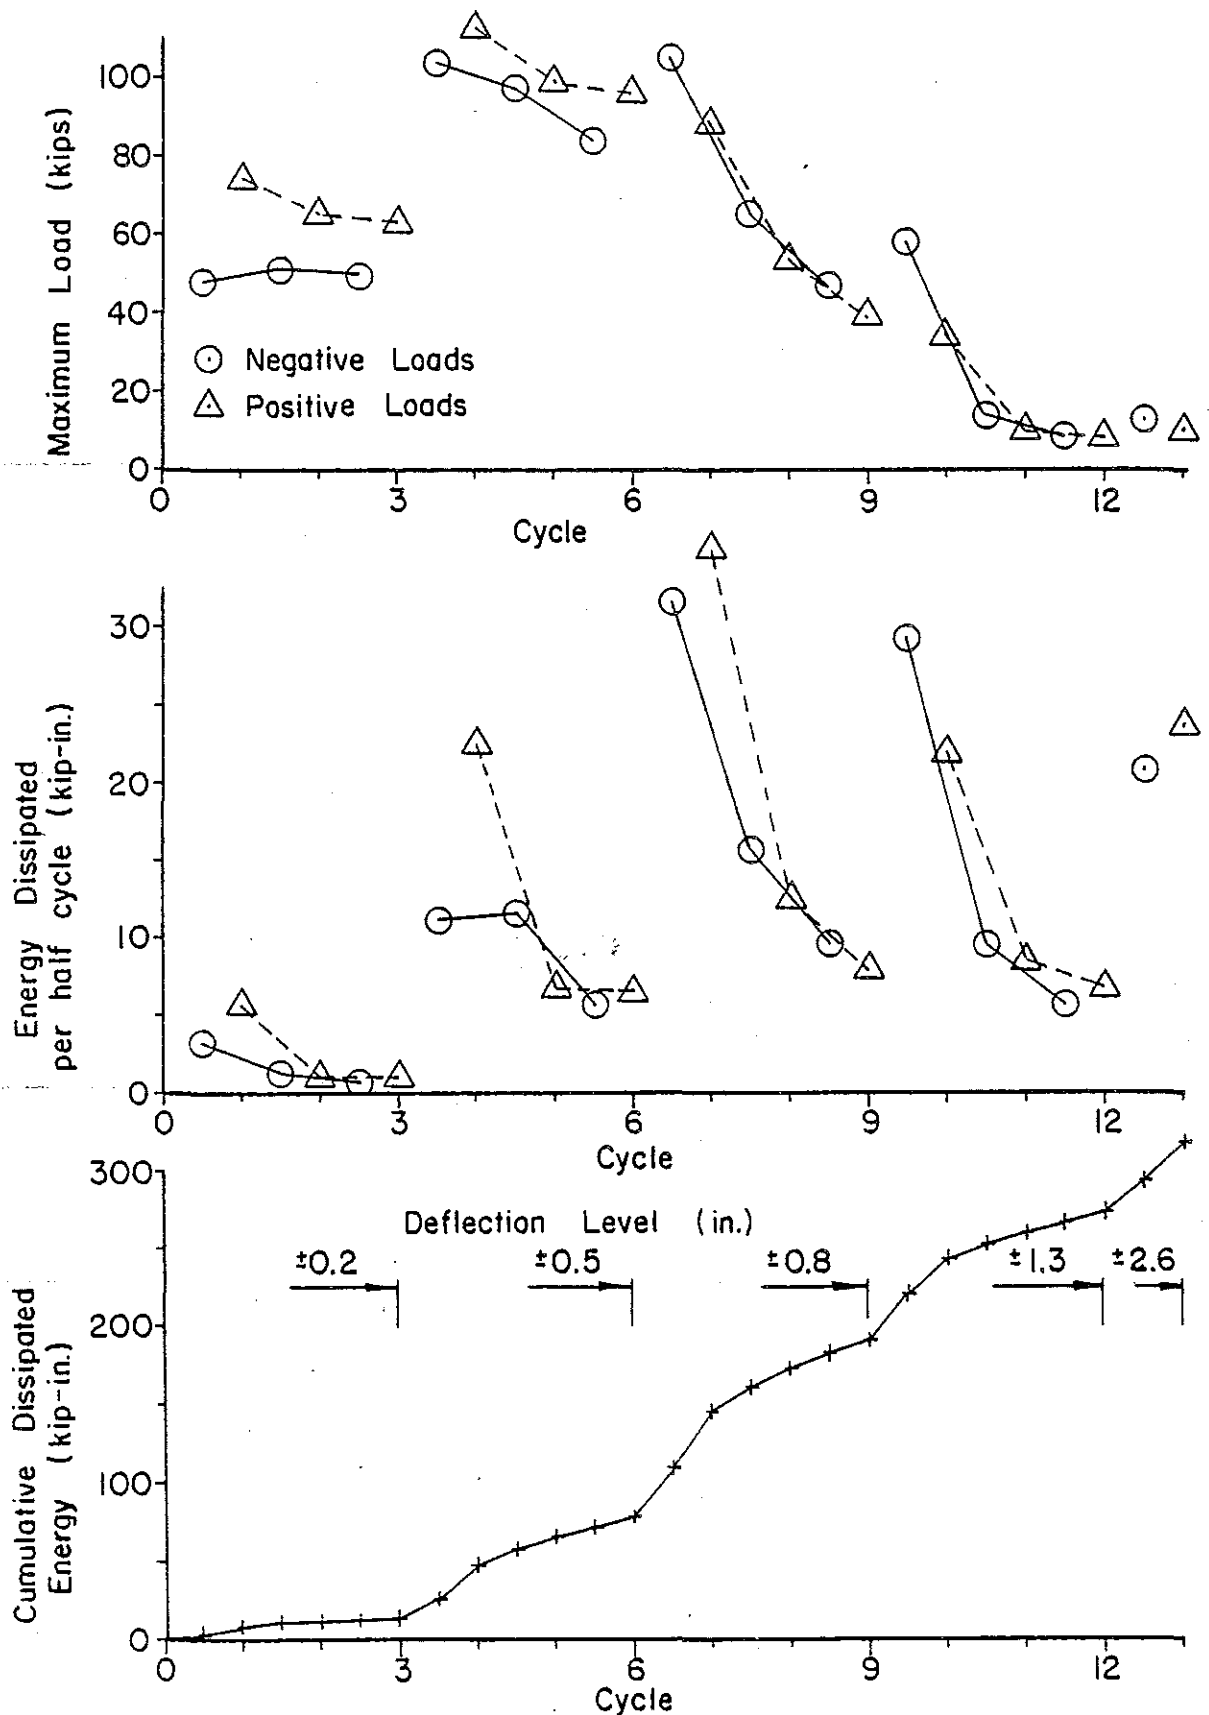 100
80
60
40
20
0
Maximum Load (kips)
Negative Loads
Positive Loads
0 3 6 9 12
Cycle
30
20
10
0
Energy Dissipated
per half cycle (kip-in.)
0 3 6 9 12
Cycle
300
200
100
0
Cumulative Dissipated
Energy (kip-in.)
Deflection Level (in.)
±0.2 ±0.5 ±0.8 ±1.3 ±2.6
0 3 6 9 12
Cycle